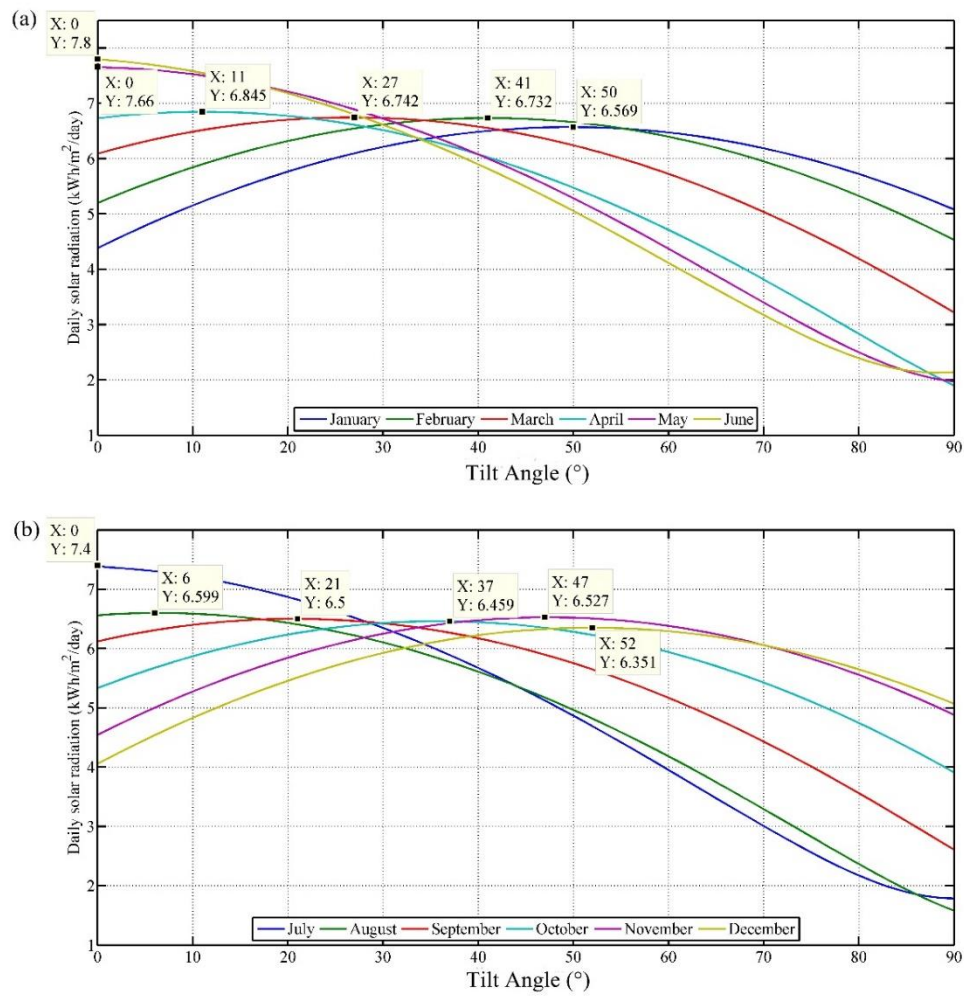 (a)
X: 0
Y: 7.8
X: 0
Y: 7.66
X: 11
Y: 6.845
X: 27
Y: 6.742
X: 41
Y: 6.732
X: 50
Y: 6.569
Daily solar radiation (kWh/m²/day)
7
6
5
4
3
2
1
January February March April May June
0 10 20 30 40 50 60 70 80 90
Tilt Angle (°)
(b)
X: 0
Y: 7.4
X: 6
Y: 6.599
X: 21
Y: 6.5
X: 37
Y: 6.459
X: 47
Y: 6.527
X: 52
Y: 6.351
Daily solar radiation (kWh/m²/day)
7
6
5
4
3
2
1
July August September October November December
0 10 20 30 40 50 60 70 80 90
Tilt Angle (°)